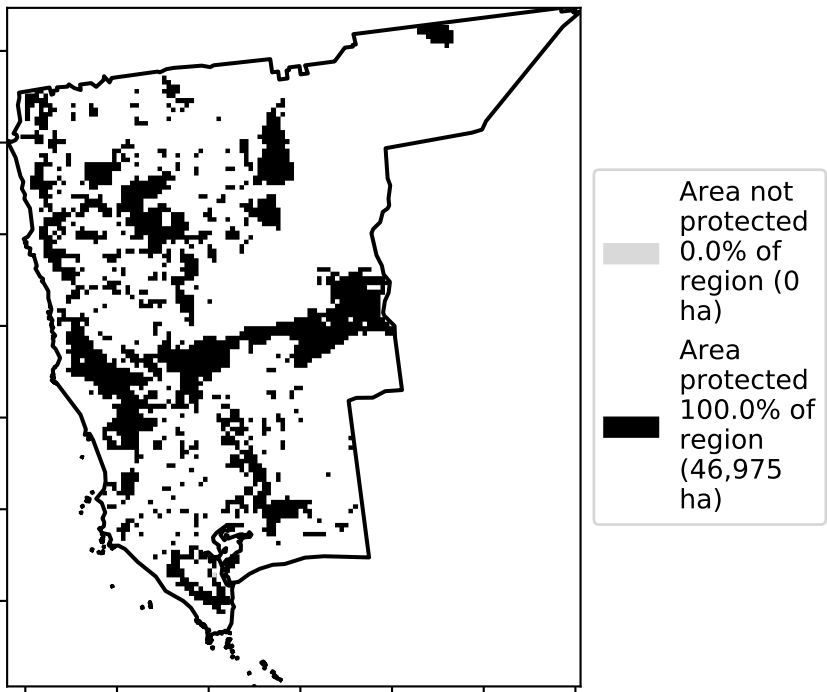 Area not
protected
0.0% of
region (0
ha)
Area
protected
100.0% of
region
(46,975
ha)